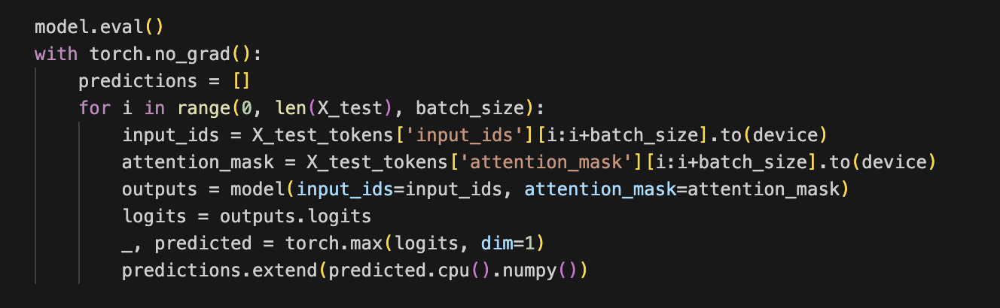 model.eval()
with torch.no_grad():
    predictions = []
    for i in range(0, len(X_test), batch_size):
        input_ids = X_test_tokens['input_ids'][i:i+batch_size].to(device)
        attention_mask = X_test_tokens['attention_mask'][i:i+batch_size].to(device)
        outputs = model(input_ids=input_ids, attention_mask=attention_mask)
        logits = outputs.logits
        _, predicted = torch.max(logits, dim=1)
        predictions.extend(predicted.cpu().numpy())